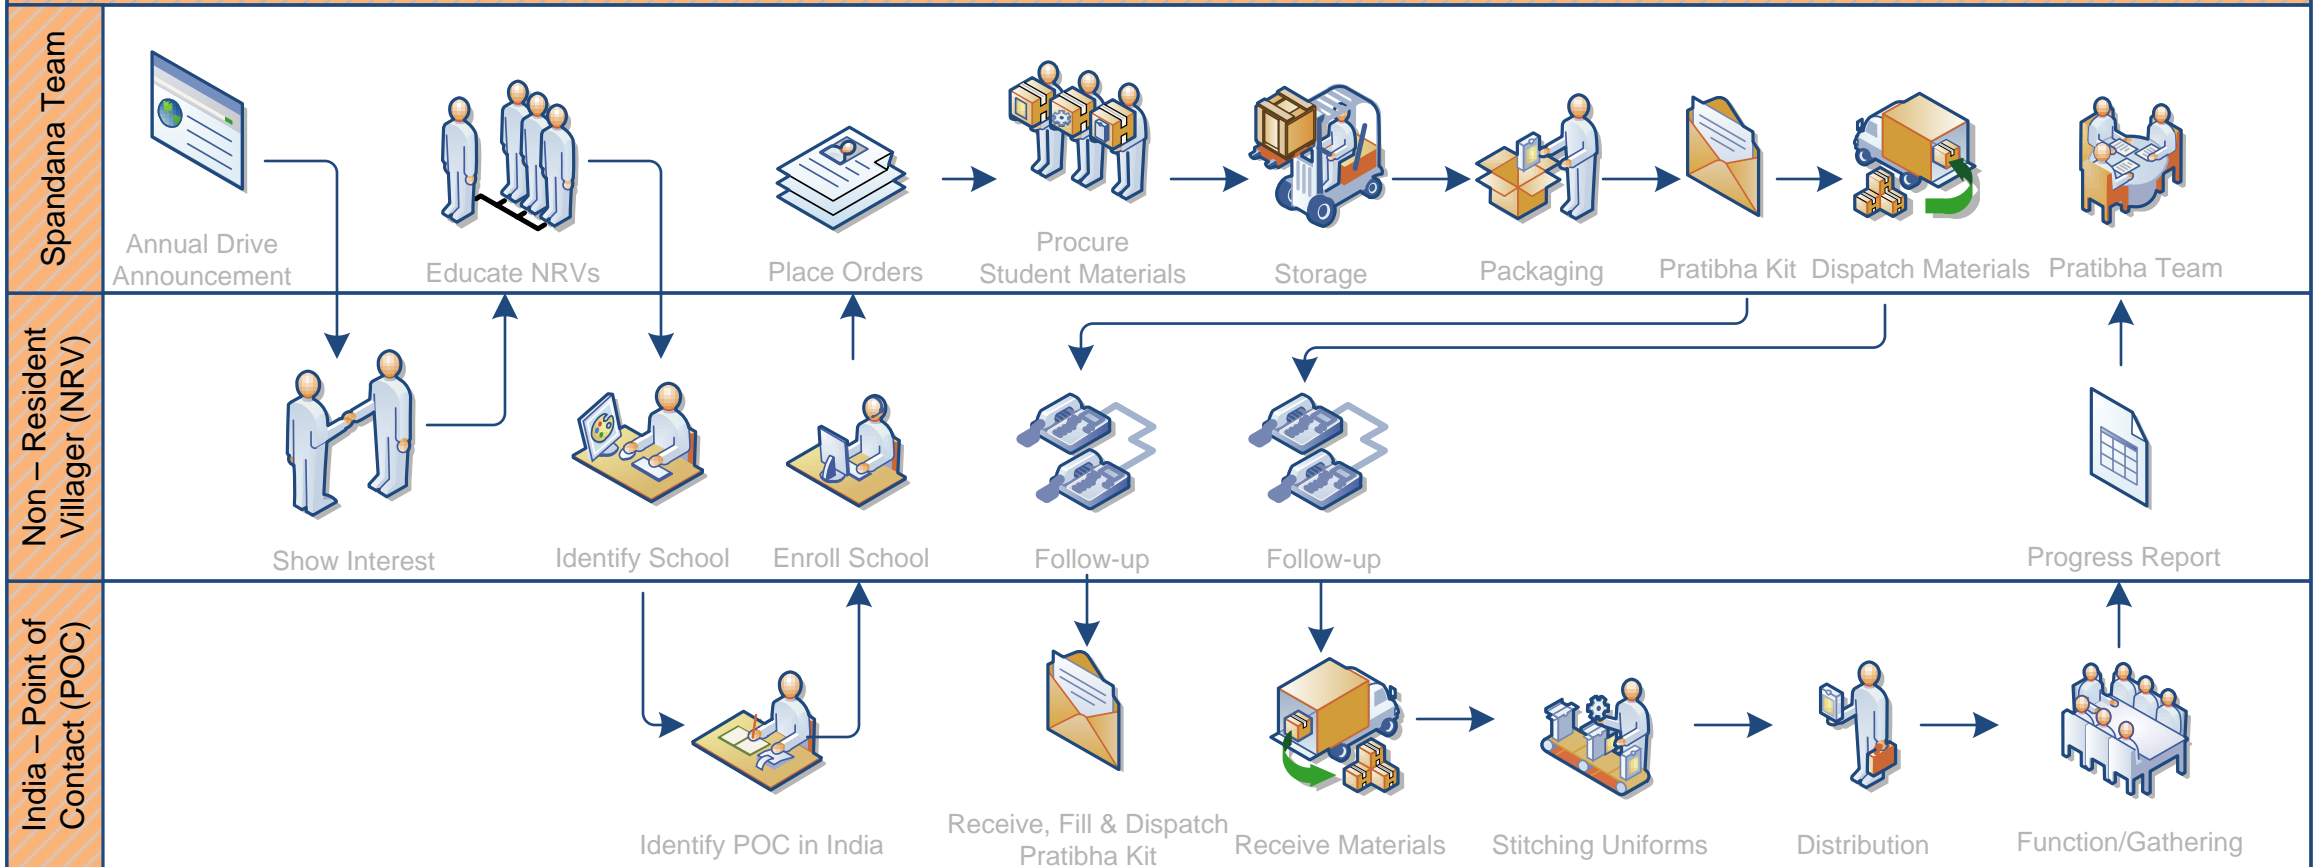 Spandana Team
Annual Drive
Announcement
Educate NRVs
Place Orders
Procure
Student Materials
Storage
Packaging
Pratibha Kit
Dispatch Materials
Pratibha Team
Non – Resident
Villager (NRV)
Show Interest
Identify School
Enroll School
Follow-up
Follow-up
Progress Report
India – Point of
Contact (POC)
Identify POC in India
Receive, Fill & Dispatch
Pratibha Kit
Receive Materials
Stitching Uniforms
Distribution
Function/Gathering